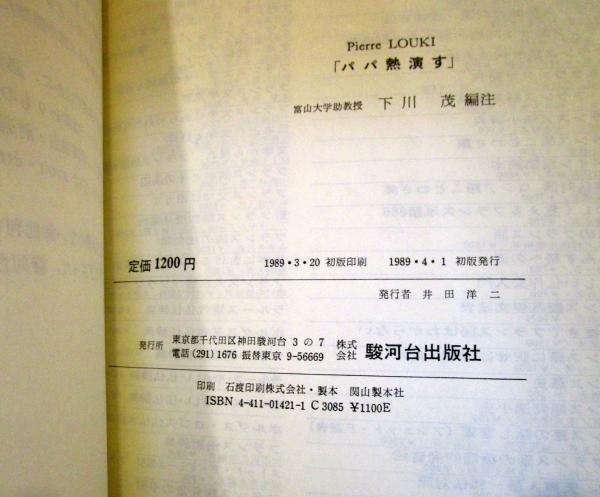 Pierre LOUKI
「パパ熱演す」
富山大学助教授 下川 茂 編注
定価 1200 円 1989・3・20 初版印刷 1989・4・1 初版発行
発行者 井田洋二
発行所 東京都千代田区神田駿河台 3 の 7 株式会社 駿河台出版社
電話 (291) 1676 振替東京 9-56669
印刷 石度印刷株式会社・製本 関山製本社
ISBN 4-411-01421-1 C 3085 ¥1100E